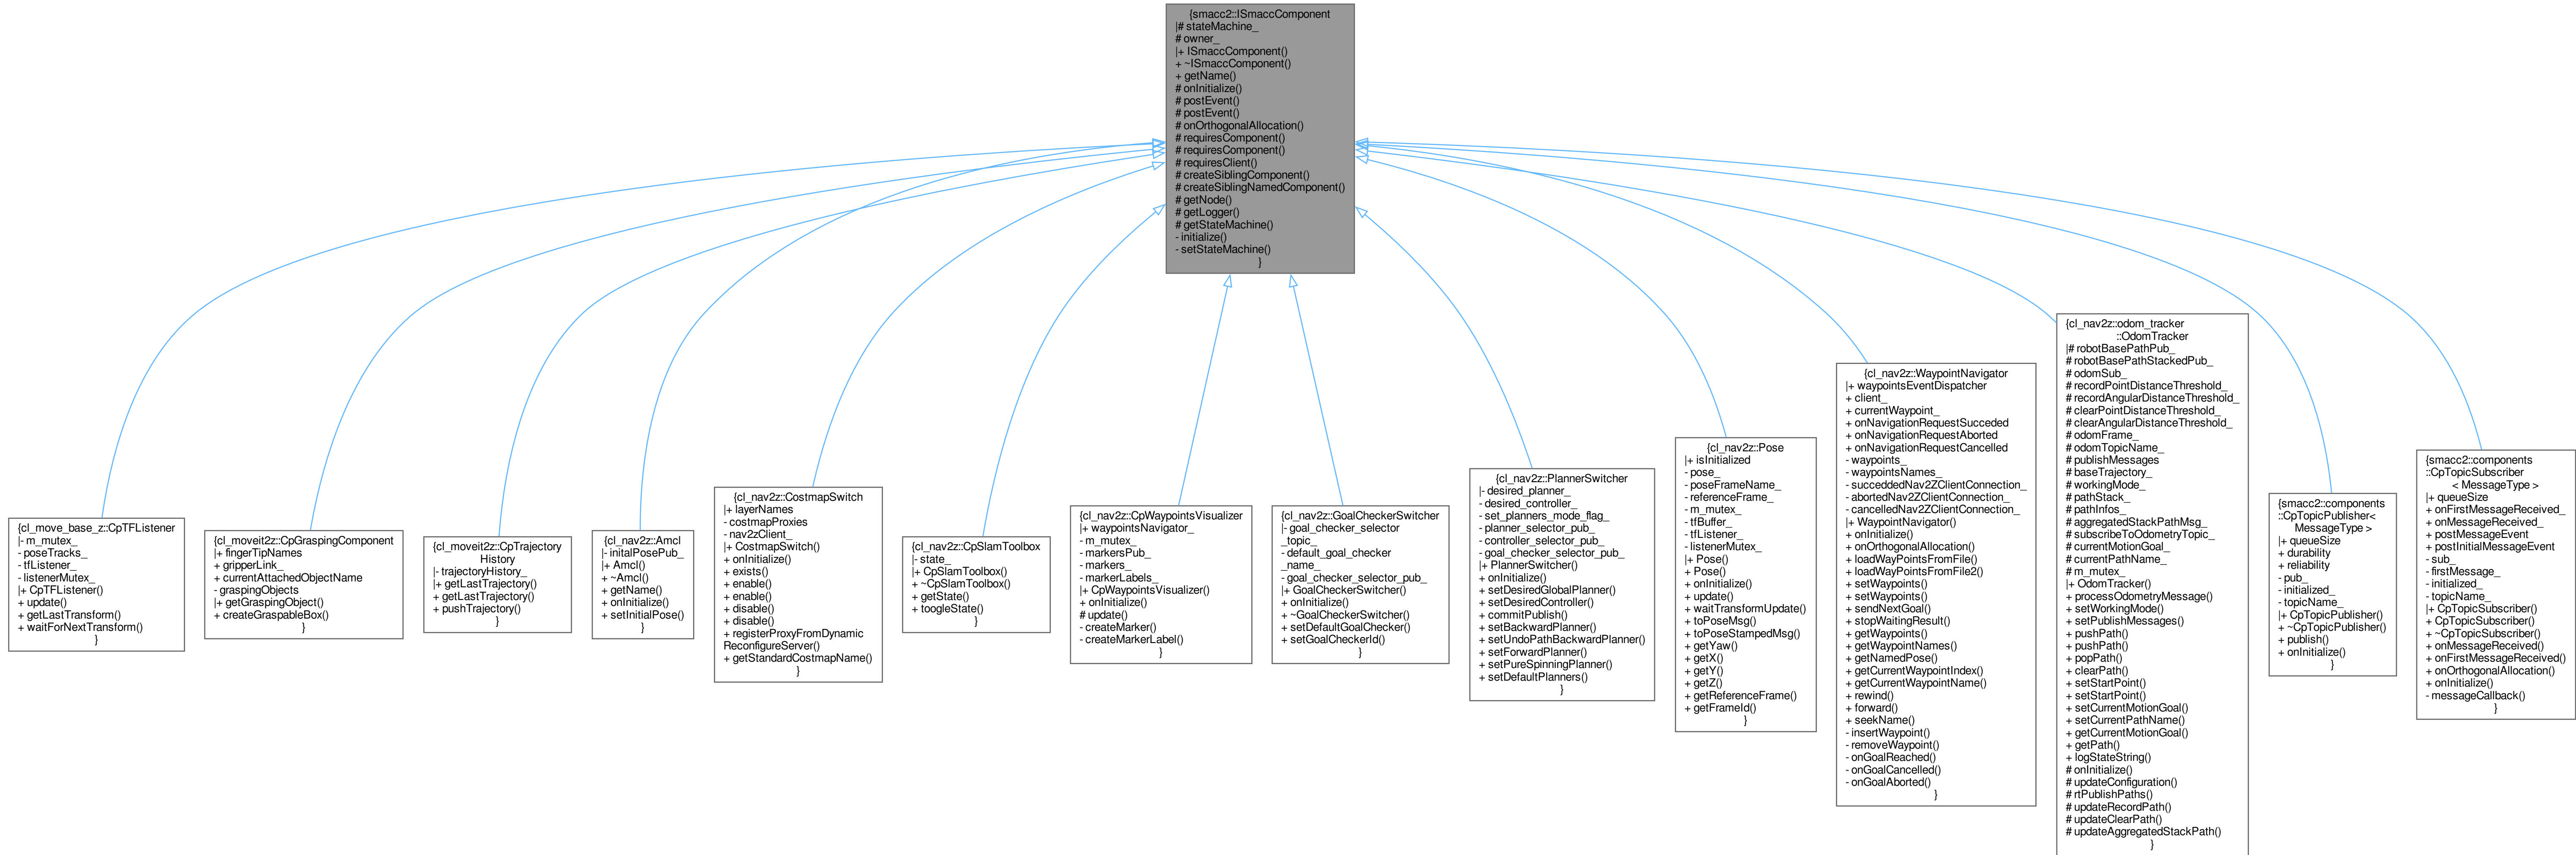 {smacc2::ISmaccComponent
|# stateMachine_
# owner_
|+ ISmaccComponent()
+ ~ISmaccComponent()
+ getName()
# onInitialize()
# postEvent()
# postEvent()
# onOrthogonalAllocation()
# requiresComponent()
# requiresComponent()
# requiresClient()
# createSiblingComponent()
# createSiblingNamedComponent()
# getNode()
# getLogger()
# getStateMachine()
- initialize()
- setStateMachine()
}
{cl_move_base_z::CpTFListener
|- m_mutex_
- poseTracks_
- tfListener_
- listenerMutex_
|+ CpTFListener()
+ update()
+ getLastTransform()
+ waitForNextTransform()
}
{cl_moveit2z::CpGraspingComponent
|+ fingerTipNames
+ gripperLink_
+ currentAttachedObjectName
- graspingObjects
|+ getGraspingObject()
+ createGraspableBox()
}
{cl_moveit2z::CpTrajectory
History
|- trajectoryHistory_
|+ getLastTrajectory()
+ getLastTrajectory()
+ pushTrajectory()
}
{cl_nav2z::Amcl
|- initalPosePub_
|+ Amcl()
+ ~Amcl()
+ getName()
+ onInitialize()
+ setInitialPose()
}
{cl_nav2z::CostmapSwitch
|+ layerNames
- costmapProxies
- nav2zClient_
|+ CostmapSwitch()
+ onInitialize()
+ exists()
+ enable()
+ enable()
+ disable()
+ disable()
+ registerProxyFromDynamic
ReconfigureServer()
+ getStandardCostmapName()
}
{cl_nav2z::CpSlamToolbox
|- state_
|+ CpSlamToolbox()
+ ~CpSlamToolbox()
+ getState()
+ toogleState()
}
{cl_nav2z::CpWaypointsVisualizer
|+ waypointsNavigator_
- m_mutex_
- markersPub_
- markers_
- markerLabels_
|+ CpWaypointsVisualizer()
+ onInitialize()
# update()
- createMarker()
- createMarkerLabel()
}
{cl_nav2z::GoalCheckerSwitcher
|- goal_checker_selector
_topic_
- default_goal_checker
_name_
- goal_checker_selector_pub_
|+ GoalCheckerSwitcher()
+ onInitialize()
+ ~GoalCheckerSwitcher()
+ setDefaultGoalChecker()
+ setGoalCheckerId()
}
{cl_nav2z::PlannerSwitcher
|- desired_planner_
- desired_controller_
- set_planners_mode_flag_
- planner_selector_pub_
- controller_selector_pub_
- goal_checker_selector_pub_
|+ PlannerSwitcher()
+ onInitialize()
+ setDesiredGlobalPlanner()
+ setDesiredController()
+ commitPublish()
+ setBackwardPlanner()
+ setUndoPathBackwardPlanner()
+ setForwardPlanner()
+ setPureSpinningPlanner()
+ setDefaultPlanners()
}
{cl_nav2z::Pose
|+ isInitialized
- pose_
- poseFrameName_
- referenceFrame_
- m_mutex_
- tfBuffer_
- tfListener_
- listenerMutex_
|+ Pose()
+ Pose()
+ onInitialize()
+ update()
+ waitTransformUpdate()
+ toPoseMsg()
+ toPoseStampedMsg()
+ getYaw()
+ getX()
+ getY()
+ getZ()
+ getReferenceFrame()
+ getFrameId()
}
{cl_nav2z::WaypointNavigator
|+ waypointsEventDispatcher
+ client_
+ currentWaypoint_
+ onNavigationRequestSucceded
+ onNavigationRequestAborted
+ onNavigationRequestCancelled
- waypoints_
- waypointsNames_
- succeddedNav2ZClientConnection_
- abortedNav2ZClientConnection_
- cancelledNav2ZClientConnection_
|+ WaypointNavigator()
+ onInitialize()
+ onOrthogonalAllocation()
+ loadWayPointsFromFile()
+ loadWayPointsFromFile2()
+ setWaypoints()
+ setWaypoints()
+ sendNextGoal()
+ stopWaitingResult()
+ getWaypoints()
+ getWaypointNames()
+ getNamedPose()
+ getCurrentWaypointIndex()
+ getCurrentWaypointName()
+ rewind()
+ forward()
+ seekName()
- insertWaypoint()
- removeWaypoint()
- onGoalReached()
- onGoalCancelled()
- onGoalAborted()
}
{cl_nav2z::odom_tracker
::OdomTracker
|# robotBasePathPub_
# robotBasePathStackedPub_
# odomSub_
# recordPointDistanceThreshold_
# recordAngularDistanceThreshold_
# clearPointDistanceThreshold_
# clearAngularDistanceThreshold_
# odomFrame_
# odomTopicName_
# publishMessages
# baseTrajectory_
# workingMode_
# pathStack_
# pathInfos_
# aggregatedStackPathMsg_
# subscribeToOdometryTopic_
# currentMotionGoal_
# currentPathName_
# m_mutex_
|+ OdomTracker()
+ processOdometryMessage()
+ setWorkingMode()
+ setPublishMessages()
+ pushPath()
+ pushPath()
+ popPath()
+ clearPath()
+ setStartPoint()
+ setStartPoint()
+ setCurrentMotionGoal()
+ setCurrentPathName()
+ getCurrentMotionGoal()
+ getPath()
+ logStateString()
# onInitialize()
# updateConfiguration()
# rtPublishPaths()
# updateRecordPath()
# updateClearPath()
# updateAggregatedStackPath()
}
{smacc2::components
::CpTopicPublisher<
MessageType >
|+ queueSize
+ durability
+ reliability
- pub_
- initialized_
- topicName_
|+ CpTopicPublisher()
+ ~CpTopicPublisher()
+ publish()
+ onInitialize()
}
{smacc2::components
::CpTopicSubscriber
< MessageType >
|+ queueSize
+ onFirstMessageReceived_
+ onMessageReceived_
+ postMessageEvent
+ postInitialMessageEvent
- sub_
- firstMessage_
- initialized_
- topicName_
|+ CpTopicSubscriber()
+ CpTopicSubscriber()
+ ~CpTopicSubscriber()
+ onMessageReceived()
+ onFirstMessageReceived()
+ onOrthogonalAllocation()
+ onInitialize()
- messageCallback()
}